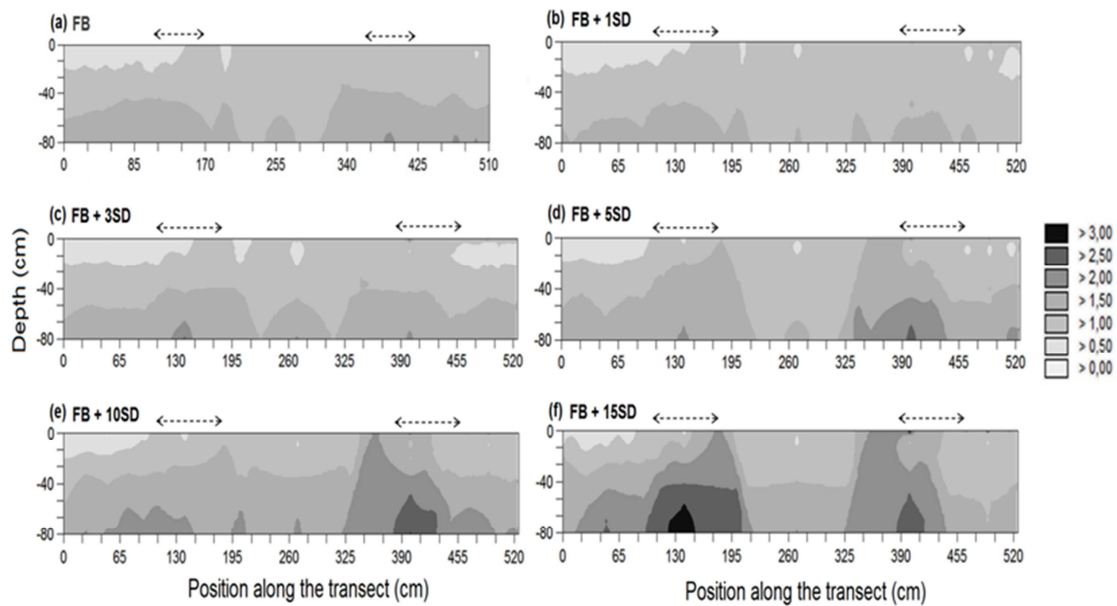 (a) FB
(b) FB + 1SD
0
-40
-80
0 85 170 255 340 425 510
0
-40
-80
0 65 130 195 260 325 390 455 520
(c) FB + 3SD
(d) FB + 5SD
0
-40
-80
0 65 130 195 260 325 390 455 520
0
-40
-80
0 65 130 195 260 325 390 455 520
Depth (cm)
> 3,00
> 2,50
> 2,00
> 1,50
> 1,00
> 0,50
> 0,00
(e) FB + 10SD
(f) FB + 15SD
0
-40
-80
0 65 130 195 260 325 390 455 520
0
-40
-80
0 65 130 195 260 325 390 455 520
Position along the transect (cm)
Position along the transect (cm)